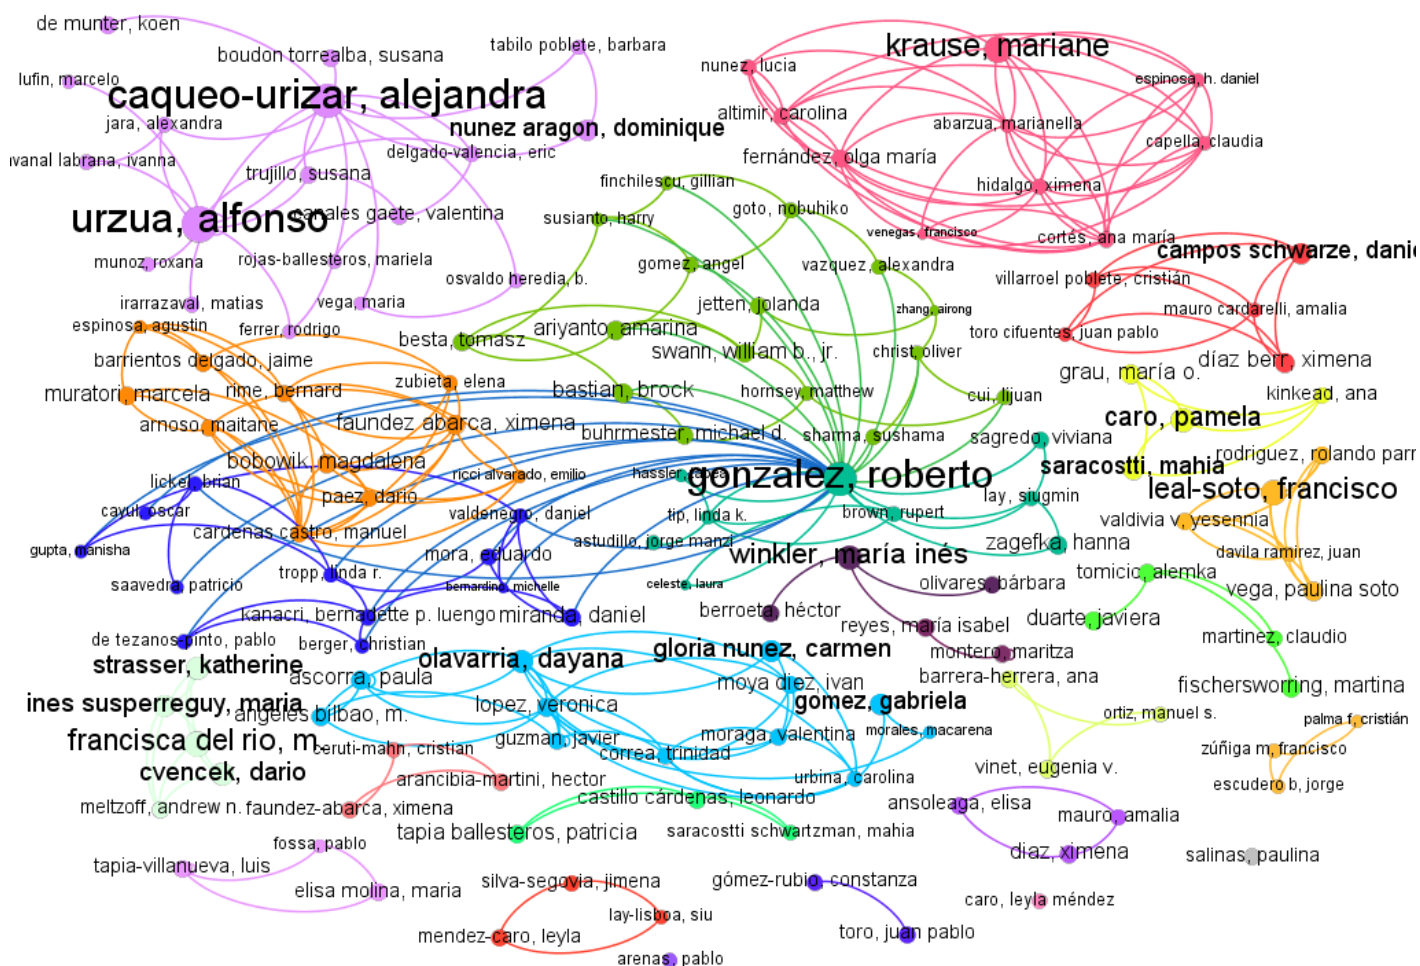 de munter, koen
boudon torrealba, susana
tabilo poblete, barbara
krause, mariane
lufin, marcelo
nunez, lucia
espinosa, h. daniel
caqueo-urizar, alejandra
altimir, carolina
jara, alexandra
nunez aragon, dominique
abarzua, marianella
capella, claudia
avanal labrana, ivanna
delgado-valencia, eric
fernández, olga maría
trujillo, susana
finchilescu, gillian
hidalgo, ximena
urzua, alfonso
canales gaete, valentina
susianto, harry
goto, nobuhiko
venegas, francisco
cortés, ana maría
campos schwarze, danie
munoz, roxana
rojas-ballesteros, mariela
gomez, angel
vazquez, alexandra
villarroel poblete, cristián
osvaldo heredia, b.
irarrazaval, matias
vega, maria
jetten, jolanda
zhang, airong
mauro cardarelli, amalia
espinosa, agustin
ferrer, rodrigo
ariyanto, amarina
toro cifuentes, juan pablo
besta, tomasz
swann, william b., jr.
christ, oliver
díaz berr, ximena
barrientos delgado, jaime
grau, maría o.
muratori, marcela
rime, bernard
zubieta, elena
bastian, brock
hornsey, matthew
cui, lijuan
kinkead, ana
caro, pamela
arnoso, maitane
faundez abarca, ximena
buhrmester, michael d.
sharma, sushama
sagredo, viviana
rodriguez, rolando parr
bobowik, magdalena
ricci alvarado, emilio
hassler, tabea
gonzalez, roberto
saracostti, mahia
lickel, brian
paez, dario.
leal-soto, francisco
cayul, oscar
valdenegro, daniel
tip, linda k.
brown, rupert
lay, siugmin
valdivia v, yesennia
cardenas castro, manuel
gupta, manisha
mora, eduardo
astudillo, jorge manzi
winkler, maría inés
zagefka, hanna
davila ramirez, juan
saavedra, patricio
tropp, linda r.
bernardino, michelle
celeste, laura
olivares, bárbara
tomicic, alemka
vega, paulina soto
kanacri, bernadette p. luengo
miranda, daniel
berroeta, héctor
reyes, maría isabel
duarte, javiera
de tezanos-pinto, pablo
berger, christian
martinez, claudio
strasser, katherine
olavarria, dayana
gloria nunez, carmen
montero, maritza
ascorra, paula
barrera-herrera, ana
moya diez, ivan
fischersworring, martina
ines susperreguy, maria
angeles bilbao, m.
lopez, veronica
gomez, gabriela
ortiz, manuel s.
palma f, cristián
francisca del rio, m.
ceruti-mahn, cristian
guzman, javier
moraga, valentina
morales, macarena
correa, trinidad
zúñiga m, francisco
cvencek, dario
arancibia-martini, hector
urbina, carolina
vinet, eugenia v.
escudero b, jorge
meltzoff, andrew n.
faundez-abarca, ximena
castillo cárdenas, leonardo
ansoleaga, elisa
mauro, amalia
tapia ballesteros, patricia
saracostti schwartzman, mahia
fossa, pablo
diaz, ximena
salinas, paulina
tapia-villanueva, luis
elisa molina, maria
silva-segovia, jimena
gómez-rubio, constanza
caro, leyla méndez
lay-lisboa, siu
mendez-caro, leyla
toro, juan pablo
arenas, pablo